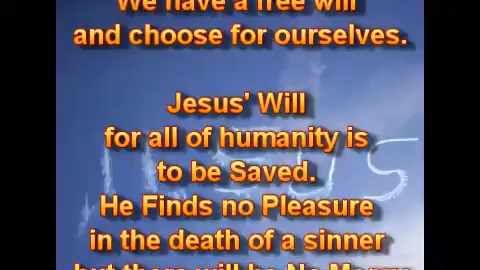 We have a free will
and choose for ourselves.
Jesus' Will
for all of humanity is
to be Saved.
He Finds no Pleasure
in the death of a sinner
but there will be No Mercy
JESUS